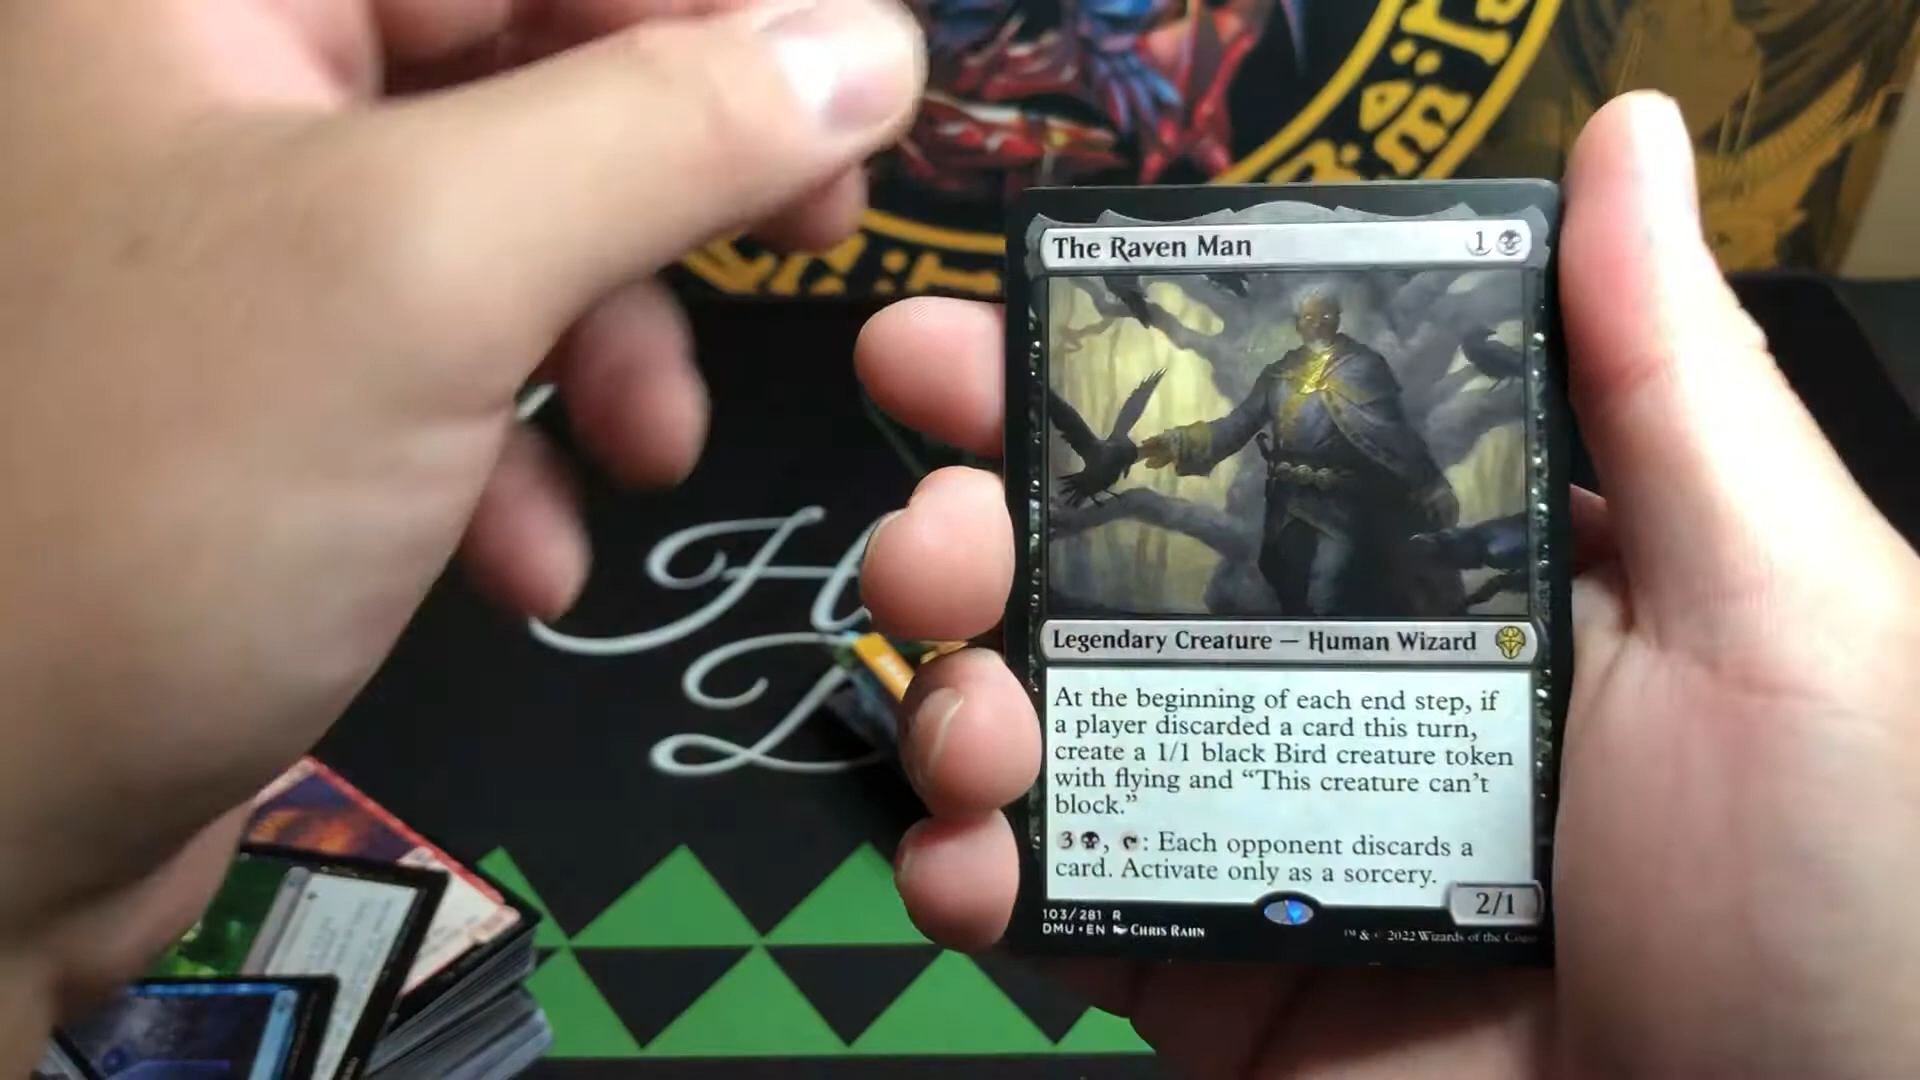 The Raven Man 1
Legendary Creature — Human Wizard
At the beginning of each end step, if
a player discarded a card this turn,
create a 1/1 black Bird creature token
with flying and “This creature can’t
block.”
3, : Each opponent discards a
card. Activate only as a sorcery.
2/1
103/281 R
DMU • EN Chris Rahn
™ & © 2022 Wizards of the